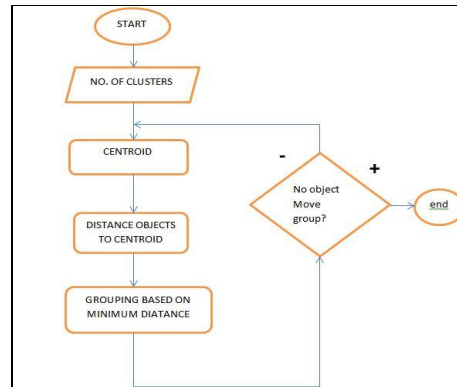 START
NO. OF CLUSTERS
CENTROID
DISTANCE OBJECTS
TO CENTROID
GROUPING BASED ON
MINIMUM DIATANCE
-
+
No object
Move
group?
end